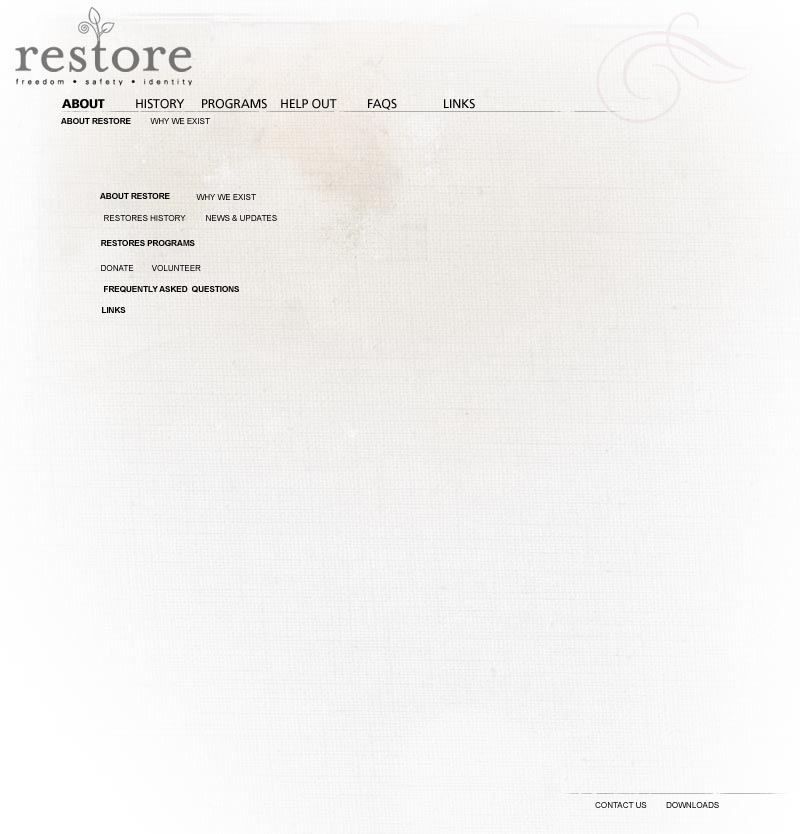 restore
freedom • safety • identity
ABOUT HISTORY PROGRAMS HELP OUT FAQS LINKS
ABOUT RESTORE WHY WE EXIST
ABOUT RESTORE WHY WE EXIST
RESTORES HISTORY NEWS & UPDATES
RESTORES PROGRAMS
DONATE VOLUNTEER
FREQUENTLY ASKED QUESTIONS
LINKS
CONTACT US DOWNLOADS